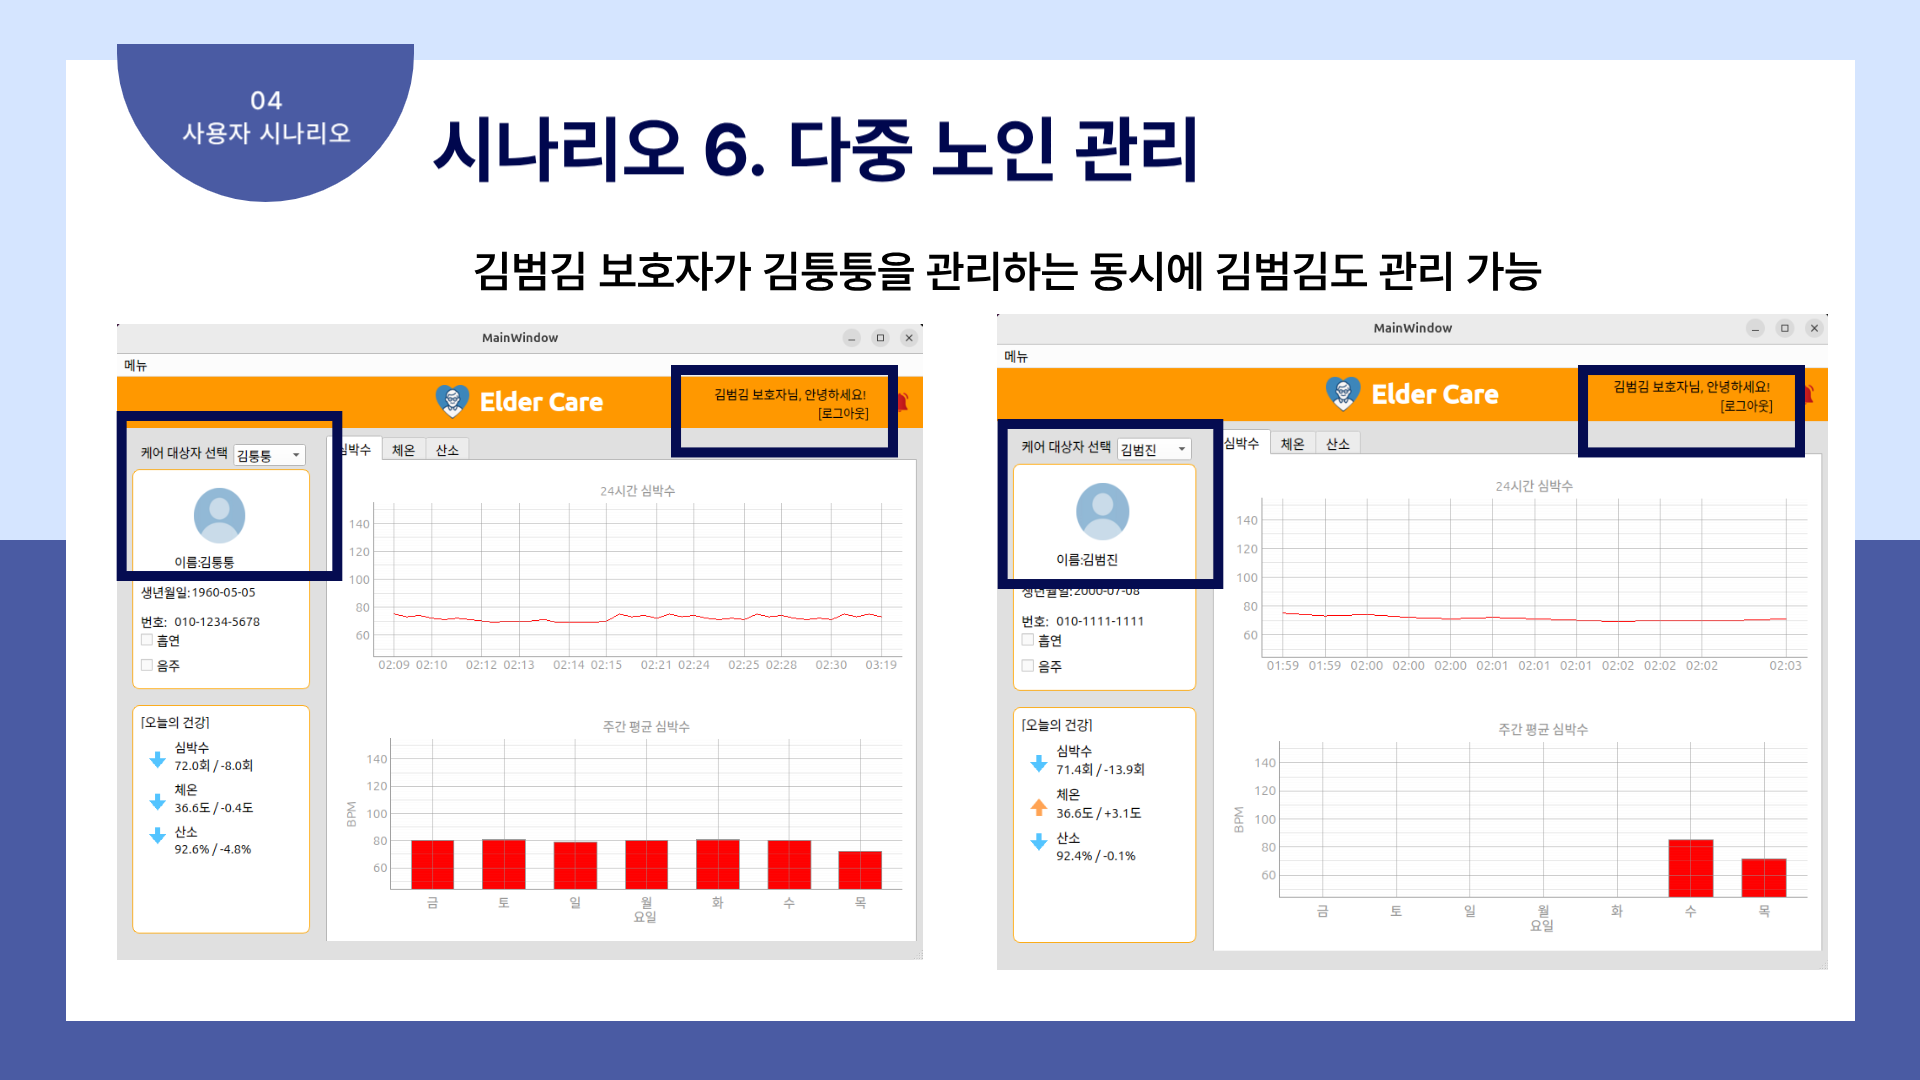 04
사용자 시나리오
시나리오 6. 다중 노인 관리
김범김 보호자가 김퉁퉁을 관리하는 동시에 김범김도 관리 가능
MainWindow
메뉴
Elder Care
김범김 보호자님, 안녕하세요!
[로그아웃]
케어 대상자 선택 김퉁퉁
이름:김퉁퉁
생년월일:1960-05-05
번호: 010-1234-5678
흡연
음주
[오늘의 건강]
심박수
72.0회 / -8.0회
체온
36.6도 / -0.4도
산소
92.6% / -4.8%
심박수 체온 산소
24시간 심박수
140
120
100
80
60
02:09 02:10 02:12 02:13 02:14 02:15 02:21 02:24 02:25 02:28 02:30 03:19
주간 평균 심박수
BPM
140
120
100
80
60
금 토 일 월 화 수 목
요일
MainWindow
메뉴
Elder Care
김범김 보호자님, 안녕하세요!
[로그아웃]
케어 대상자 선택 김범진
이름:김범진
생년월일:2000-07-08
번호: 010-1111-1111
흡연
음주
[오늘의 건강]
심박수
71.4회 / -13.9회
체온
36.6도 / +3.1도
산소
92.4% / -0.1%
심박수 체온 산소
24시간 심박수
140
120
100
80
60
01:59 01:59 02:00 02:00 02:00 02:01 02:01 02:01 02:02 02:02 02:02 02:03
주간 평균 심박수
BPM
140
120
100
80
60
금 토 일 월 화 수 목
요일